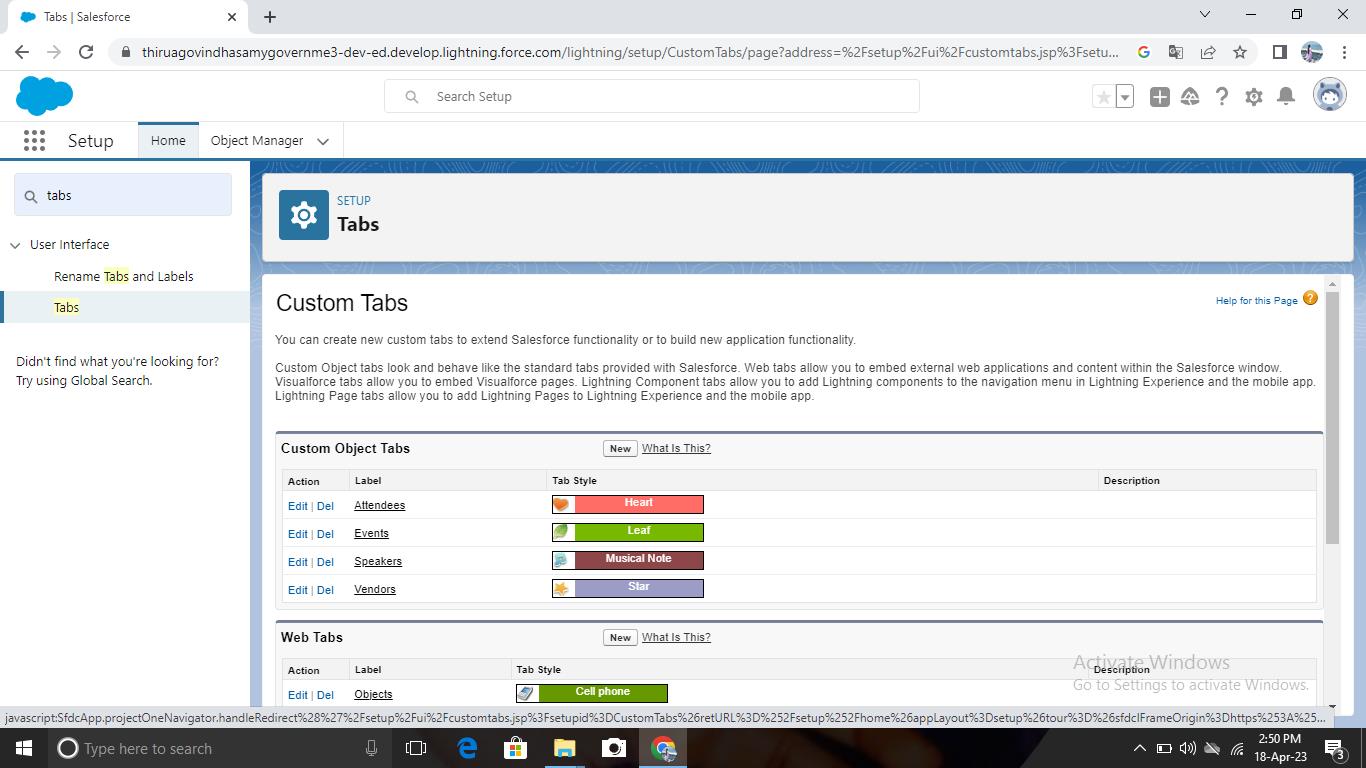 Tabs | Salesforce
thiruagovindhasamygovernme3-dev-ed.develop.lightning.force.com/lightning/setup/CustomTabs/page?address=%2Fsetup%2Fui%2Fcustomtabs.jsp%3Fsetu...
Search Setup
Setup
Home
Object Manager
tabs
User Interface
Rename Tabs and Labels
Tabs
Didn't find what you're looking for?
Try using Global Search.
SETUP
Tabs
Custom Tabs
Help for this Page
You can create new custom tabs to extend Salesforce functionality or to build new application functionality.
Custom Object tabs look and behave like the standard tabs provided with Salesforce. Web tabs allow you to embed external web applications and content within the Salesforce window.
Visualforce tabs allow you to embed Visualforce pages. Lightning Component tabs allow you to add Lightning components to the navigation menu in Lightning Experience and the mobile app.
Lightning Page tabs allow you to add Lightning Pages to Lightning Experience and the mobile app.
Custom Object Tabs New What Is This?
Action Label Tab Style Description
Edit | Del Attendees Heart
Edit | Del Events Leaf
Edit | Del Speakers Musical Note
Edit | Del Vendors Star
Web Tabs New What Is This?
Action Label Tab Style Description
Edit | Del Objects Cell phone
Activate Windows
Go to Settings to activate Windows.
javascript:SfdcApp.projectOneNavigator.handleRedirect%28%27%2Fsetup%2Fui%2Fcustomtabs.jsp%3Fsetupid%3DCustomTabs%26retURL%3D%252Fsetup%252Fhome%26appLayout%3Dsetup%26tour%3D%26sfdcIFrameOrigin%3Dhttps%253A%25...
Type here to search
2:50 PM
18-Apr-23
3